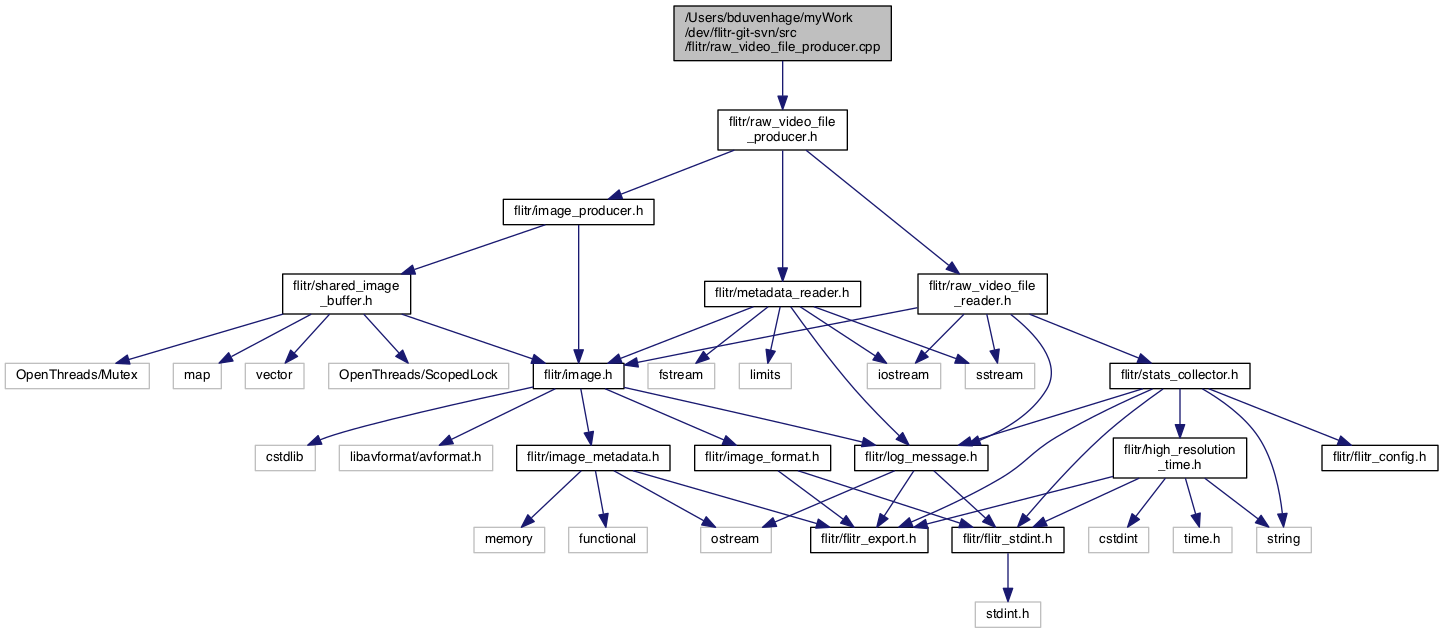 /Users/bduvenhage/myWork
/dev/flitr-git-svn/src
/flitr/raw_video_file_producer.cpp
flitr/raw_video_file
_producer.h
flitr/image_producer.h
flitr/shared_image
_buffer.h
flitr/metadata_reader.h
flitr/raw_video_file
_reader.h
OpenThreads/Mutex
map
vector
OpenThreads/ScopedLock
flitr/image.h
fstream
limits
iostream
sstream
flitr/stats_collector.h
cstdlib
libavformat/avformat.h
flitr/image_metadata.h
flitr/image_format.h
flitr/log_message.h
flitr/high_resolution
_time.h
flitr/flitr_config.h
memory
functional
ostream
flitr/flitr_export.h
flitr/flitr_stdint.h
cstdint
time.h
string
stdint.h